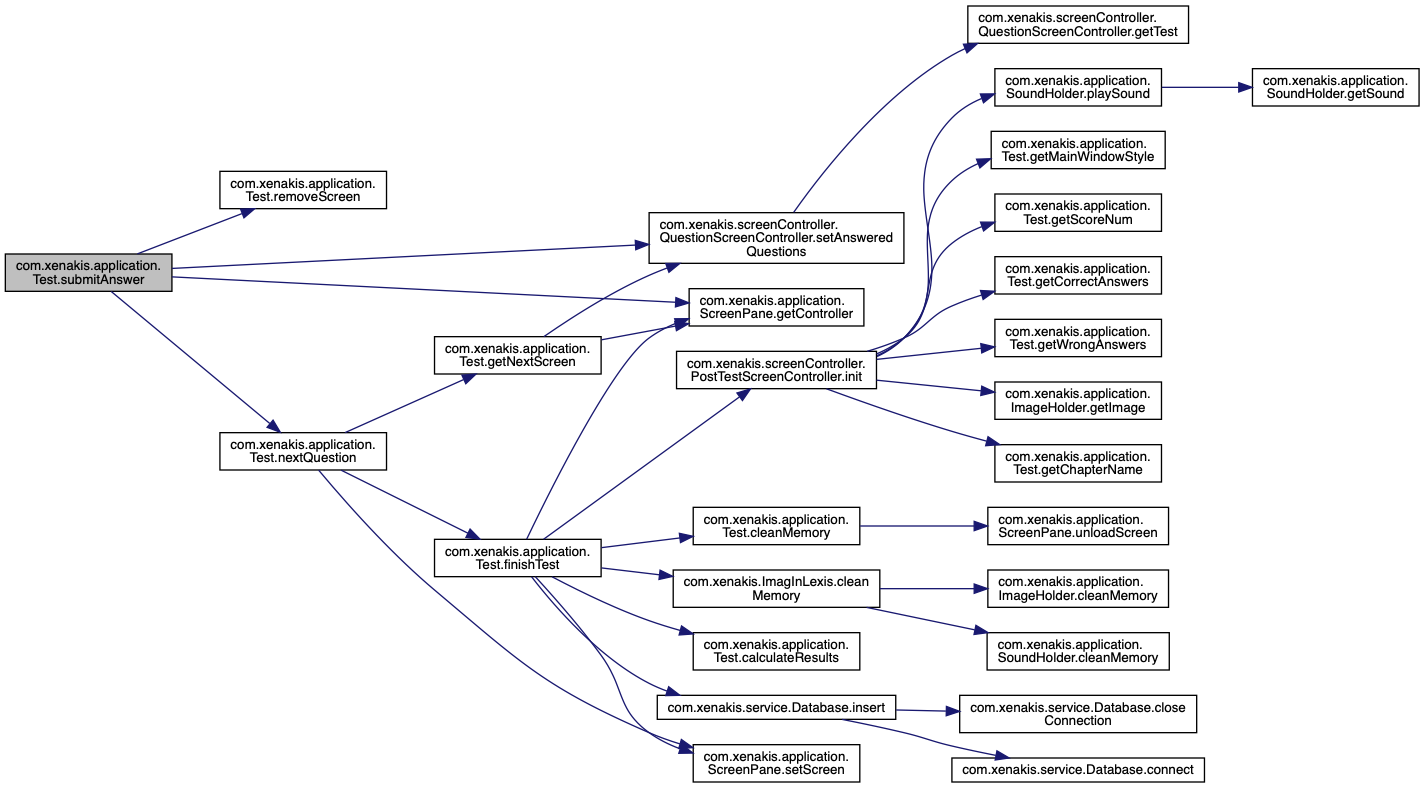 com.xenakis.application.
Test.submitAnswer
com.xenakis.application.
Test.removeScreen
com.xenakis.application.
Test.nextQuestion
com.xenakis.application.
Test.getNextScreen
com.xenakis.application.
Test.finishTest
com.xenakis.screenController.
QuestionScreenController.setAnswered
Questions
com.xenakis.application.
ScreenPane.getController
com.xenakis.screenController.
PostTestScreenController.init
com.xenakis.application.
Test.cleanMemory
com.xenakis.ImagInLexis.clean
Memory
com.xenakis.application.
Test.calculateResults
com.xenakis.service.Database.insert
com.xenakis.application.
ScreenPane.setScreen
com.xenakis.screenController.
QuestionScreenController.getTest
com.xenakis.application.
SoundHolder.playSound
com.xenakis.application.
Test.getMainWindowStyle
com.xenakis.application.
Test.getScoreNum
com.xenakis.application.
Test.getCorrectAnswers
com.xenakis.application.
Test.getWrongAnswers
com.xenakis.application.
ImageHolder.getImage
com.xenakis.application.
Test.getChapterName
com.xenakis.application.
ScreenPane.unloadScreen
com.xenakis.application.
ImageHolder.cleanMemory
com.xenakis.application.
SoundHolder.cleanMemory
com.xenakis.service.Database.close
Connection
com.xenakis.service.Database.connect
com.xenakis.application.
SoundHolder.getSound